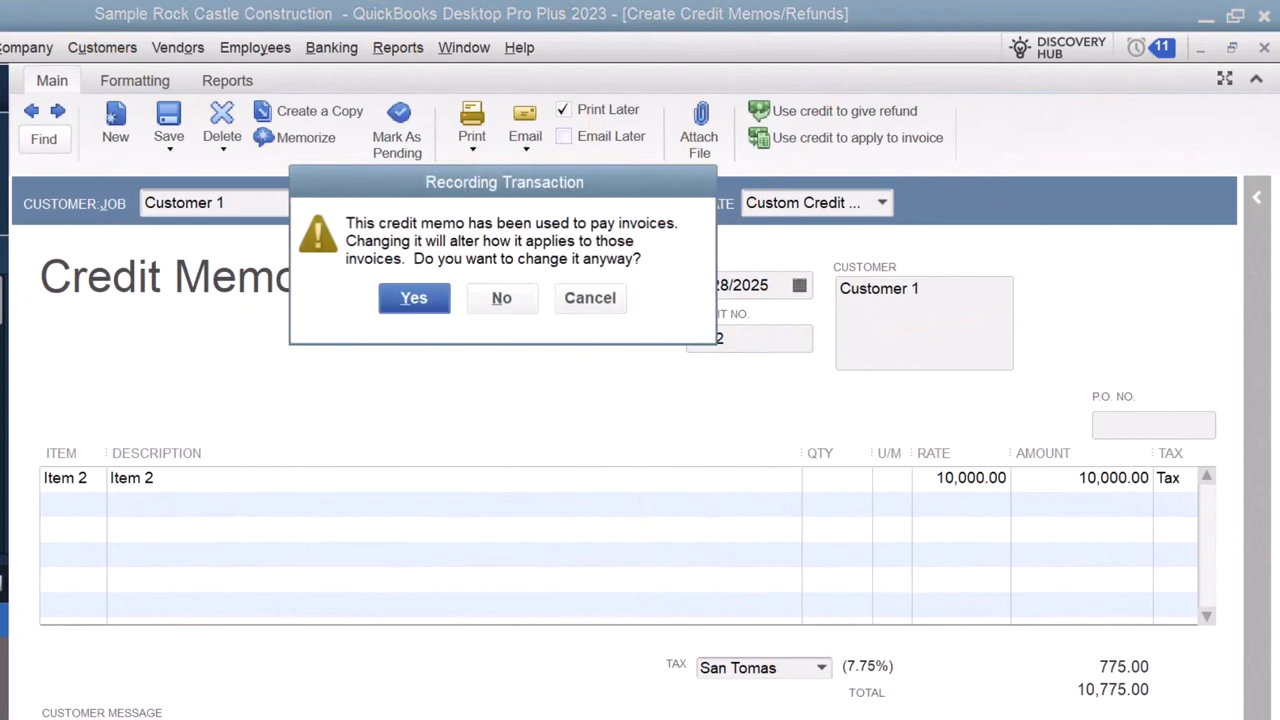 Sample Rock Castle Construction - QuickBooks Desktop Pro Plus 2023 - [Create Credit Memos/Refunds]
ompany Customers Vendors Employees Banking Reports Window Help DISCOVERY HUB 11
Main Formatting Reports
Find New Save Delete Create a Copy Memorize Mark As Pending Print Email Print Later Email Later Attach File Use credit to give refund Use credit to apply to invoice
CUSTOMER:JOB Customer 1 TE Custom Credit ...
Recording Transaction
This credit memo has been used to pay invoices.
Changing it will alter how it applies to those
invoices. Do you want to change it anyway?
Yes No Cancel
Credit Memo
28/2025
IT NO.
2
CUSTOMER
Customer 1
P.O. NO.
ITEM DESCRIPTION QTY U/M RATE AMOUNT TAX
Item 2 Item 2 10,000.00 10,000.00 Tax
TAX San Tomas (7.75%) 775.00
TOTAL 10,775.00
CUSTOMER MESSAGE